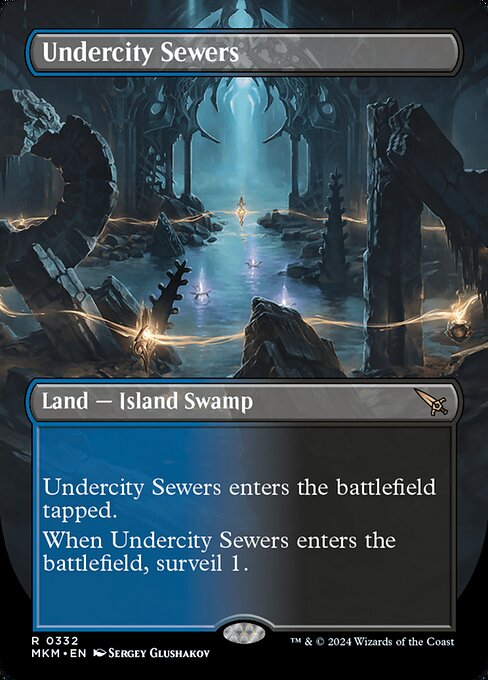 Undercity Sewers
Land — Island Swamp
Undercity Sewers enters the battlefield
tapped.
When Undercity Sewers enters the
battlefield, surveil 1.
R 0332
MKM • EN Sergey Glushakov
™ & © 2024 Wizards of the Coast